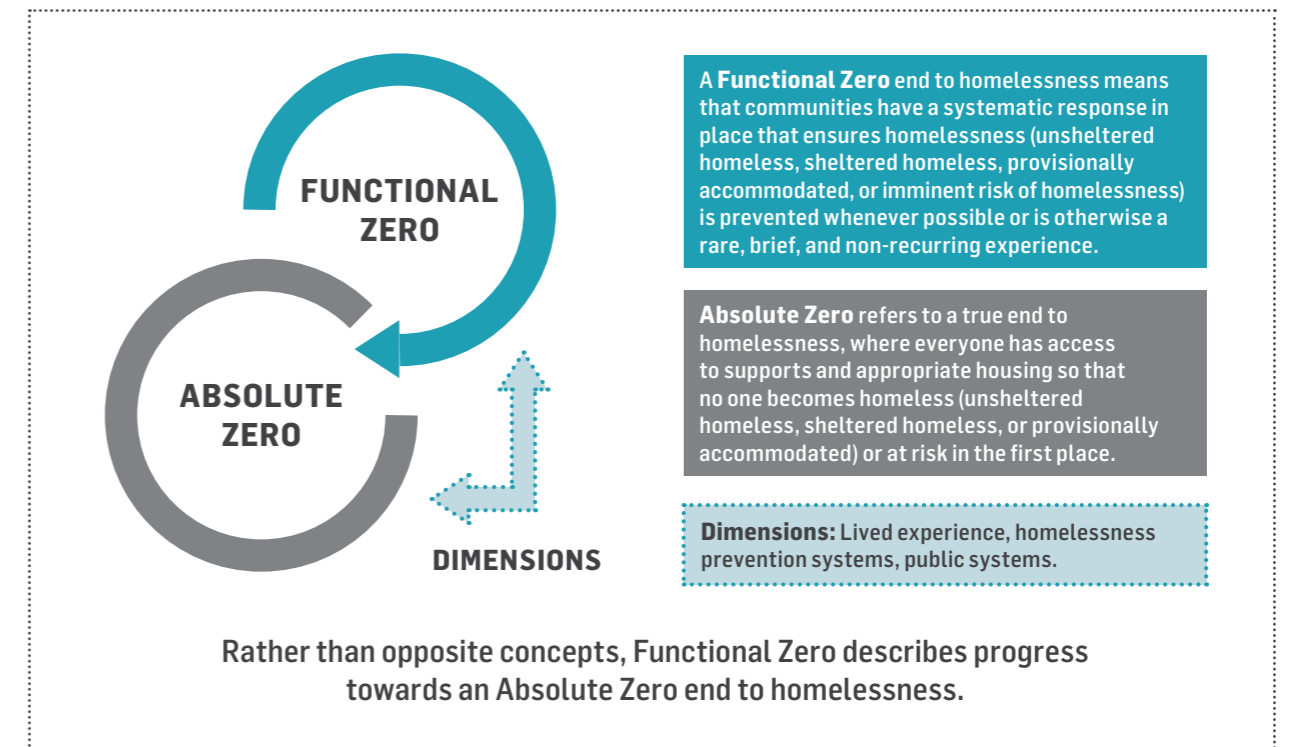 FUNCTIONAL
ZERO
ABSOLUTE
ZERO
DIMENSIONS
A Functional Zero end to homelessness means
that communities have a systematic response in
place that ensures homelessness (unsheltered
homeless, sheltered homeless, provisionally
accommodated, or imminent risk of homelessness)
is prevented whenever possible or is otherwise a
rare, brief, and non-recurring experience.
Absolute Zero refers to a true end to
homelessness, where everyone has access
to supports and appropriate housing so that
no one becomes homeless (unsheltered
homeless, sheltered homeless, or provisionally
accommodated) or at risk in the first place.
Dimensions: Lived experience, homelessness
prevention systems, public systems.
Rather than opposite concepts, Functional Zero describes progress
towards an Absolute Zero end to homelessness.